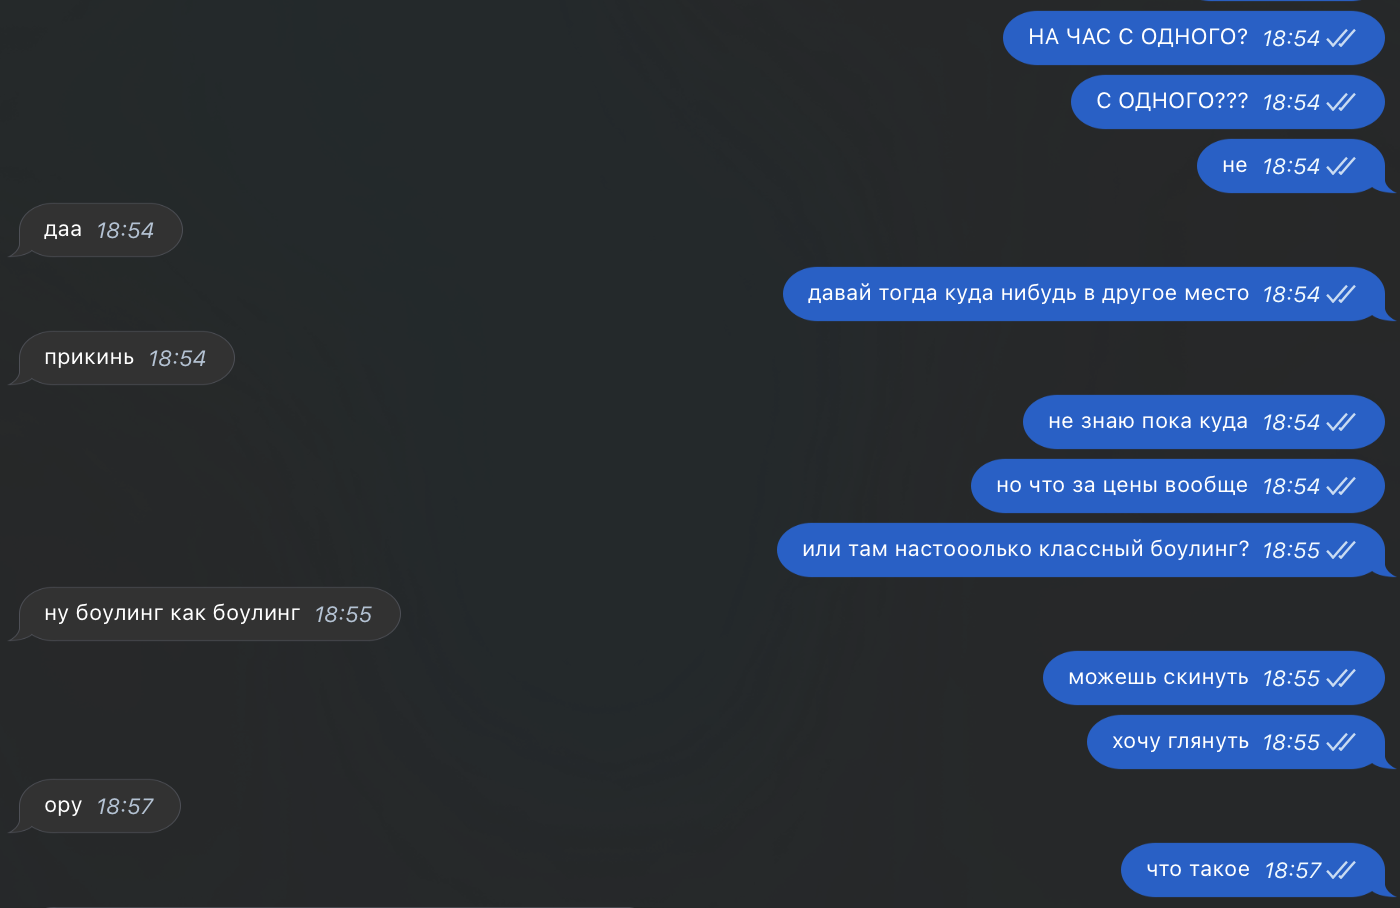 НА ЧАС С ОДНОГО? 18:54
С ОДНОГО??? 18:54
не 18:54
даа 18:54
давай тогда куда нибудь в другое место 18:54
прикинь 18:54
не знаю пока куда 18:54
но что за цены вообще 18:54
или там настооолько классный боулинг? 18:55
ну боулинг как боулинг 18:55
можешь скинуть 18:55
хочу глянуть 18:55
ору 18:57
что такое 18:57